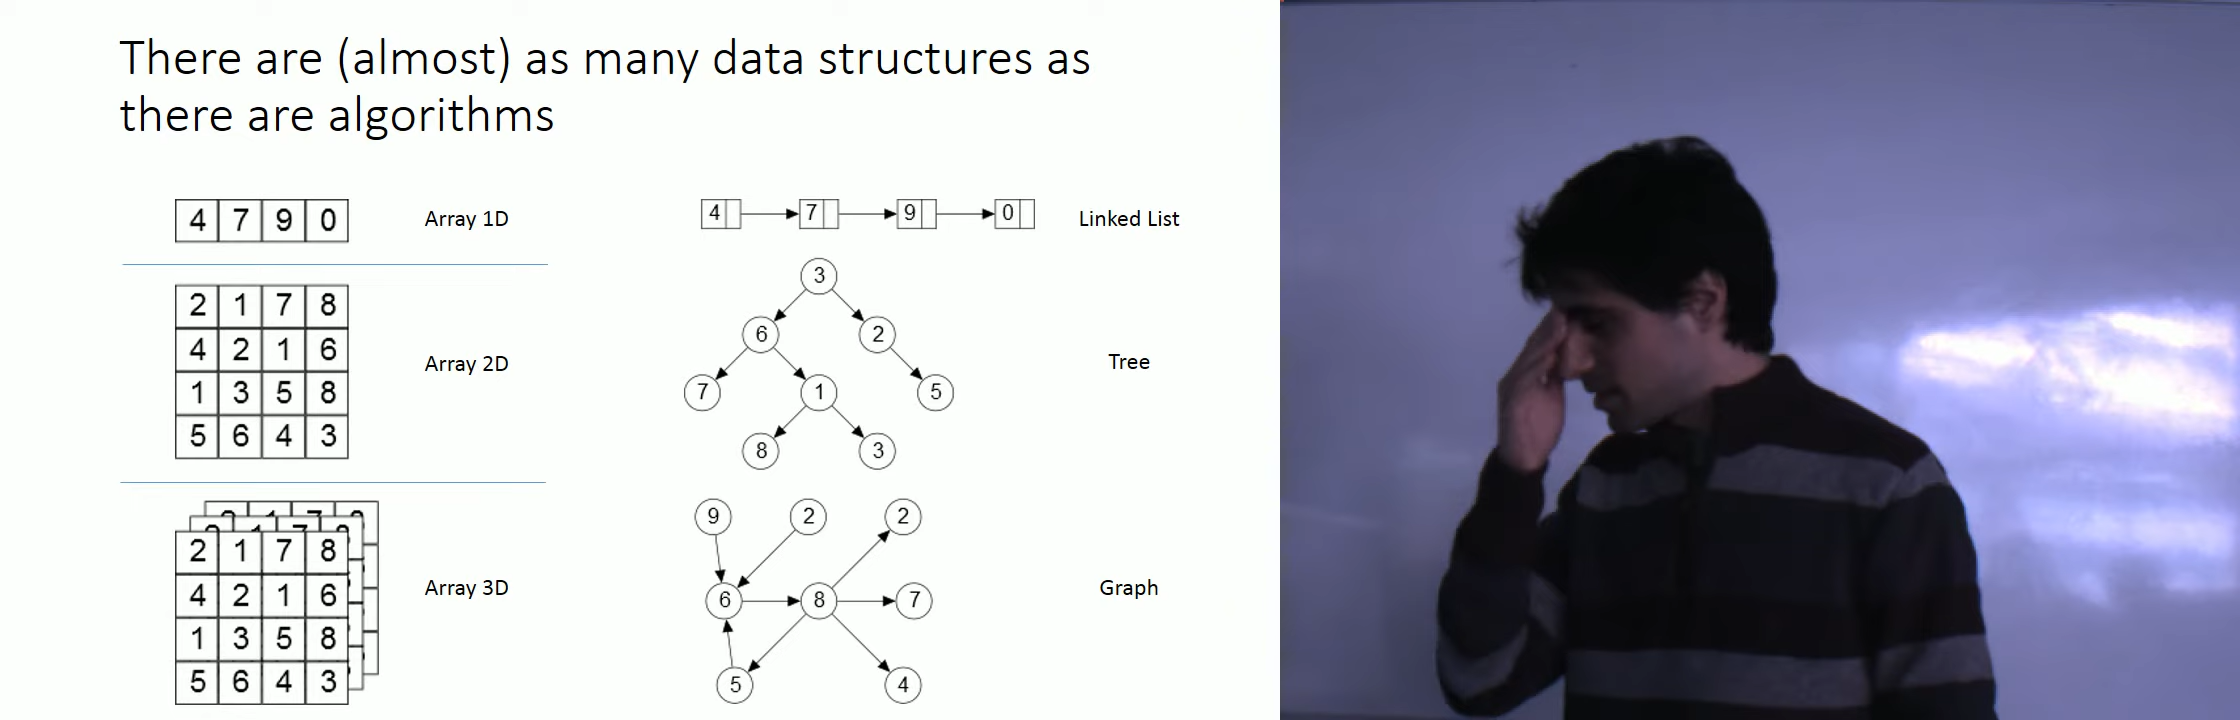 There are (almost) as many data structures as
there are algorithms
4 7 9 0
Array 1D
2 1 7 8
4 2 1 6
1 3 5 8
5 6 4 3
Array 2D
2 1 7 8
4 2 1 6
1 3 5 8
5 6 4 3
Array 3D
4 7 9 0
Linked List
3
6 2
7 1 5
8 3
Tree
9 2 2
6 8 7
5 4
Graph